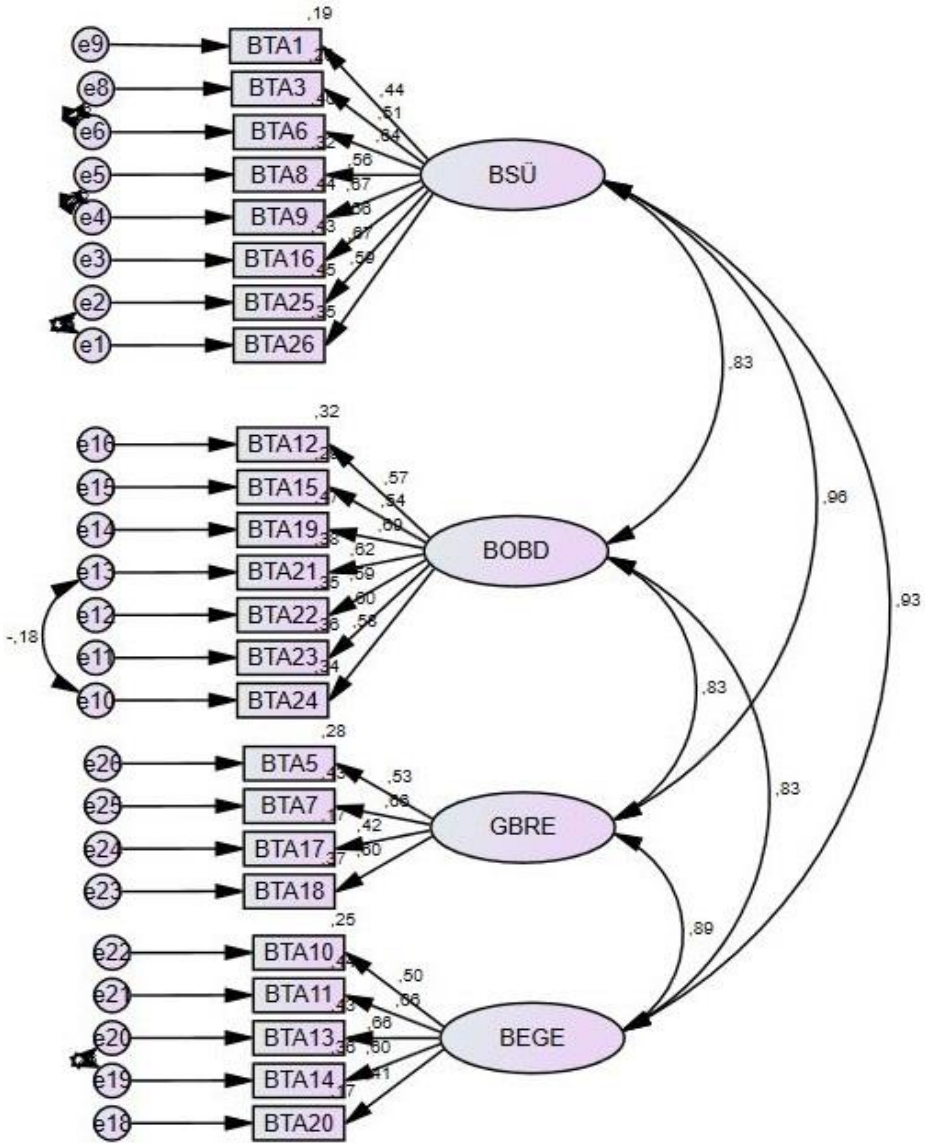 ,19
e9 BTA1
,44
e8 BTA3
,51
,64
e6 BTA6
,32
,56
e5 BTA8 BSÜ
,44 ,67
e4 BTA9
,43
,67
e3 BTA16
,45 ,59
e2 BTA25
,35
e1 BTA26
,83
,96
,93
,32
e16 BTA12
,57
e15 BTA15
,54
,47
,69
e14 BTA19
,38
,62
e13 BTA21 BOBD
,35 ,59
e12 BTA22
,60
,36 ,58
e11 BTA23
,34
e10 BTA24
-,18
,83
,83
,28
e26 BTA5
,53
e25 BTA7
,66
,17
,42
e24 BTA17 GBRE
,37 ,60
e23 BTA18
,89
,25
e22 BTA10
,50
,44
e21 BTA11
,66
,43
,66
e20 BTA13 BEGE
,36 ,60
e19 BTA14
,41
,17
e18 BTA20